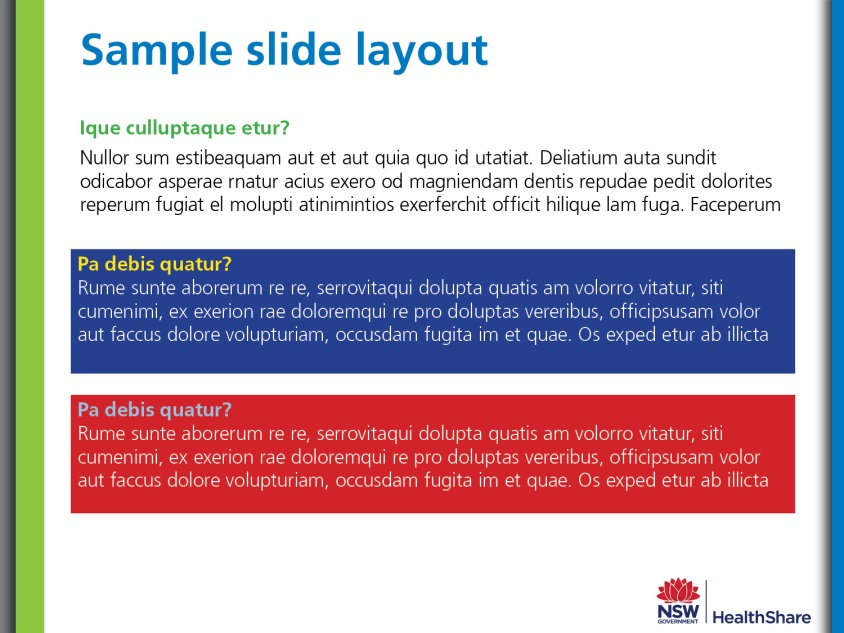 Sample slide layout
Ique culluptaque etur?
Nullor sum estibeaquam aut et aut quia quo id utatiat. Deliatium auta sundit
odicabor asperae rnatur acius exero od magniendam dentis repudae pedit dolorites
reperum fugiat el molupti atinimintios exerferchit officit hilique lam fuga. Faceperum
Pa debis quatur?
Rume sunte aborerum re re, serrovitaqui dolupta quatis am volorro vitatur, siti
cumenimi, ex exerion rae doloremqui re pro doluptas vereribus, officipsusam volor
aut faccus dolore volupturiam, occusdam fugita im et quae. Os exped etur ab illicta
Pa debis quatur?
Rume sunte aborerum re re, serrovitaqui dolupta quatis am volorro vitatur, siti
cumenimi, ex exerion rae doloremqui re pro doluptas vereribus, officipsusam volor
aut faccus dolore volupturiam, occusdam fugita im et quae. Os exped etur ab illicta
NSW
GOVERNMENT
HealthShare